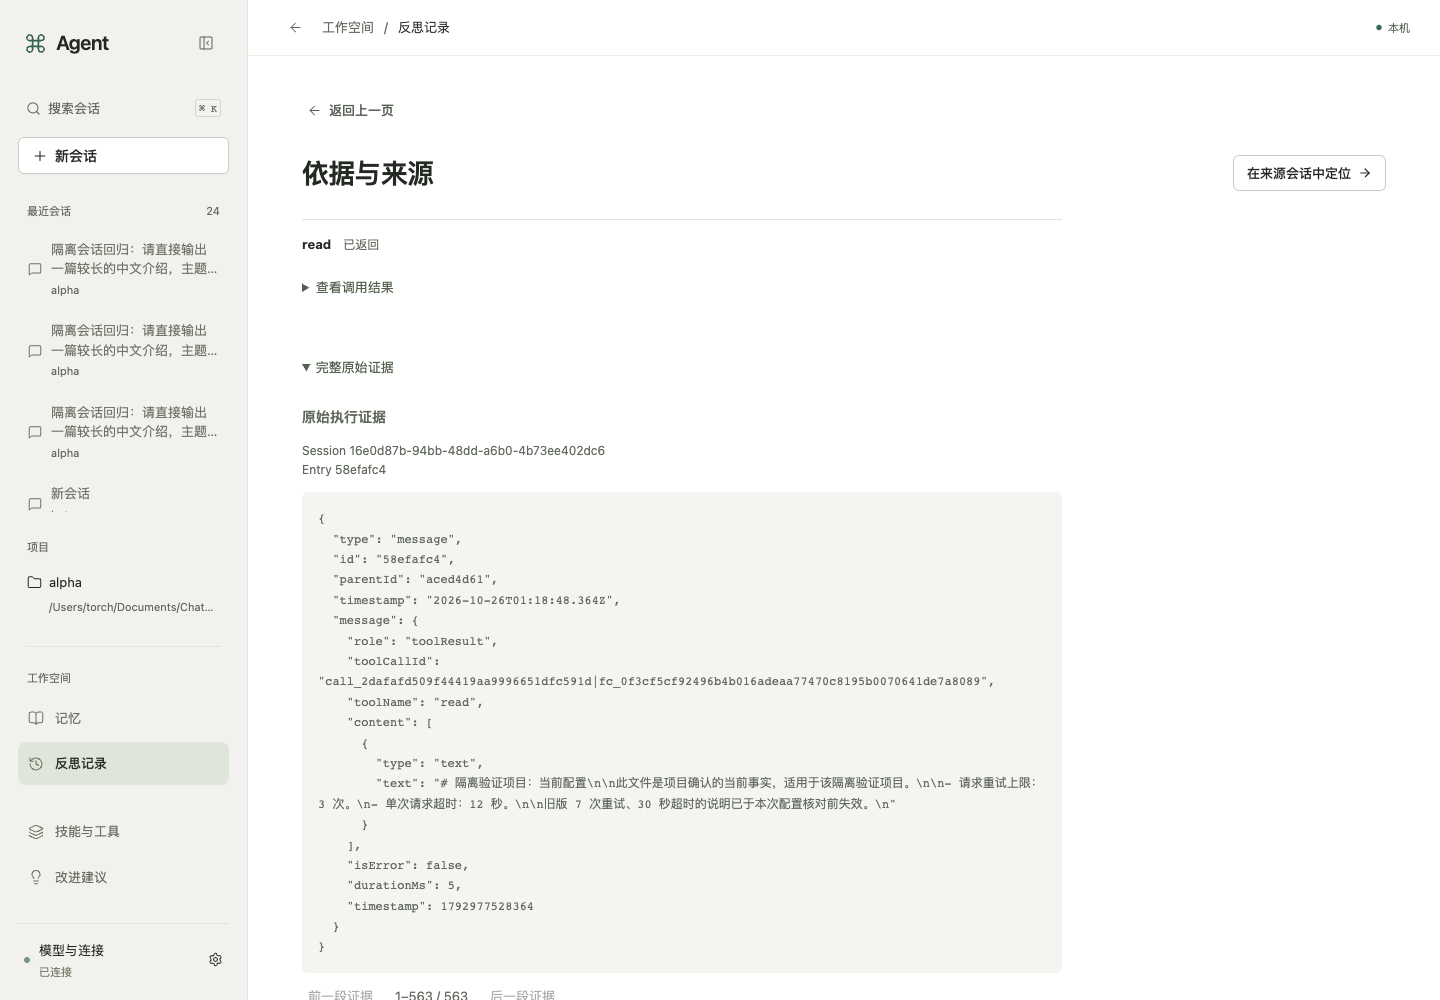 Agent
搜索会话
⌘ K
新会话
最近会话 24
隔离会话回归：请直接输出
一篇较长的中文介绍，主题...
alpha
隔离会话回归：请直接输出
一篇较长的中文介绍，主题...
alpha
隔离会话回归：请直接输出
一篇较长的中文介绍，主题...
alpha
新会话
项目
alpha
/Users/torch/Documents/Chat...
工作空间
记忆
反思记录
技能与工具
改进建议
模型与连接
已连接
工作空间 / 反思记录
本机
返回上一页
依据与来源
在来源会话中定位
read 已返回
查看调用结果
完整原始证据
原始执行证据
Session 16e0d87b-94bb-48dd-a6b0-4b73ee402dc6
Entry 58efafc4
{
"type": "message",
"id": "58efafc4",
"parentId": "aced4d61",
"timestamp": "2026-10-26T01:18:48.364Z",
"message": {
"role": "toolResult",
"toolCallId":
"call_2dafafd509f44419aa9996651dfc591d|fc_0f3cf5cf92496b4b016adeaa77470c8195b0070641de7a8089",
"toolName": "read",
"content": [
{
"type": "text",
"text": "# 隔离验证项目：当前配置\n\n此文件是项目确认的当前事实，适用于该隔离验证项目。\n\n- 请求重试上限：
3 次。\n- 单次请求超时：12 秒。\n\n旧版 7 次重试、30 秒超时的说明已于本次配置核对前失效。\n"
}
],
"isError": false,
"durationMs": 5,
"timestamp": 1792977528364
}
}
前一段证据 1–563 / 563 后一段证据